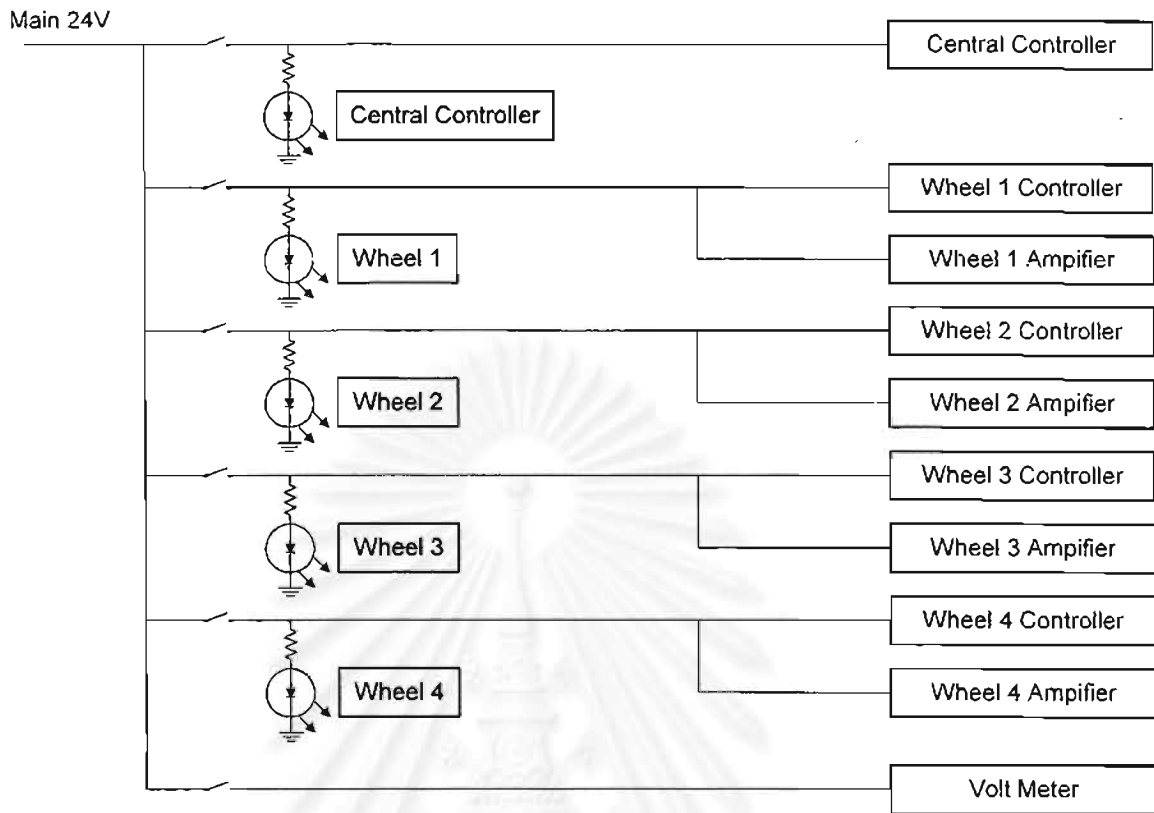 Main 24V
Central Controller
Central Controller
Wheel 1 Controller
Wheel 1
Wheel 1 Ampifier
Wheel 2 Controller
Wheel 2
Wheel 2 Ampifier
Wheel 3 Controller
Wheel 3
Wheel 3 Ampifier
Wheel 4 Controller
Wheel 4
Wheel 4 Ampifier
Volt Meter